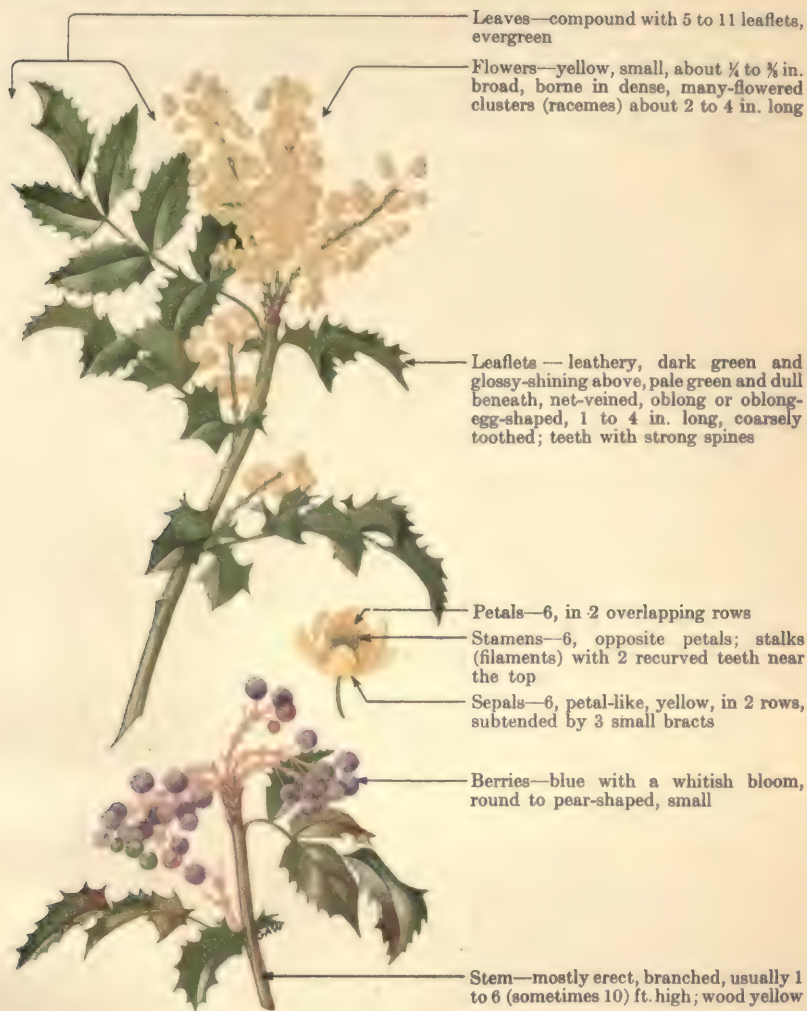 Leaves—compound with 5 to 11 leaflets,
evergreen
Flowers—yellow, small, about ¼ to ⅜ in.
broad, borne in dense, many-flowered
clusters (racemes) about 2 to 4 in. long
Leaflets — leathery, dark green and
glossy-shining above, pale green and dull
beneath, net-veined, oblong or oblong-
egg-shaped, 1 to 4 in. long, coarsely
toothed; teeth with strong spines
Petals—6, in 2 overlapping rows
Stamens—6, opposite petals; stalks
(filaments) with 2 recurved teeth near
the top
Sepals—6, petal-like, yellow, in 2 rows,
subtended by 3 small bracts
Berries—blue with a whitish bloom,
round to pear-shaped, small
Stem—mostly erect, branched, usually 1
to 6 (sometimes 10) ft. high; wood yellow